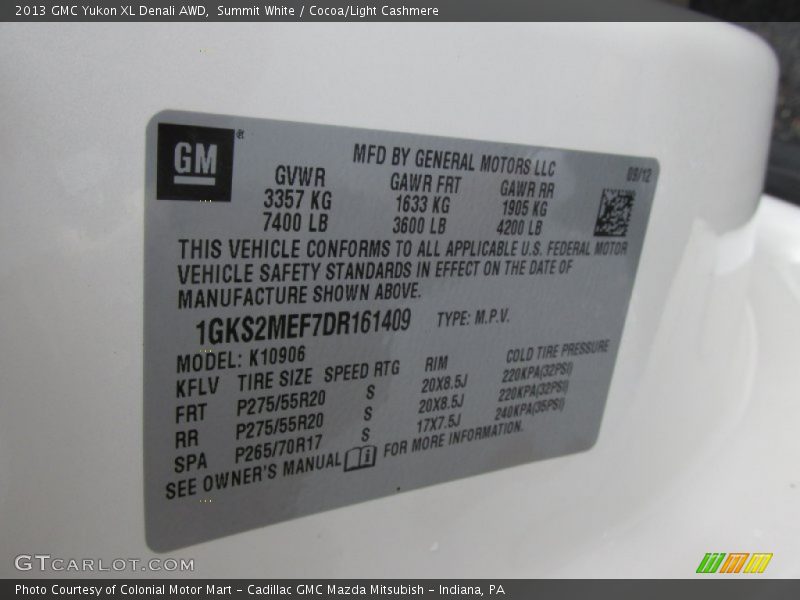 2013 GMC Yukon XL Denali AWD,  Summit White / Cocoa/Light Cashmere
GM®
MFD BY GENERAL MOTORS LLC
09/12
GVWR GAWR FRT GAWR RR
3357 KG 1633 KG 1905 KG
7400 LB 3600 LB 4200 LB
THIS VEHICLE CONFORMS TO ALL APPLICABLE U.S. FEDERAL MOTOR
VEHICLE SAFETY STANDARDS IN EFFECT ON THE DATE OF
MANUFACTURE SHOWN ABOVE.
1GKS2MEF7DR161409 TYPE: M.P.V.
MODEL: K10906
KFLV TIRE SIZE SPEED RTG RIM COLD TIRE PRESSURE
FRT P275/55R20 S 20X8.5J 220KPA(32PSI)
RR P275/55R20 S 20X8.5J 220KPA(32PSI)
SPA P265/70R17 S 17X7.5J 240KPA(35PSI)
SEE OWNER'S MANUAL i FOR MORE INFORMATION.
GTCARLOT.COM
Photo Courtesy of Colonial Motor Mart - Cadillac GMC Mazda Mitsubish - Indiana, PA